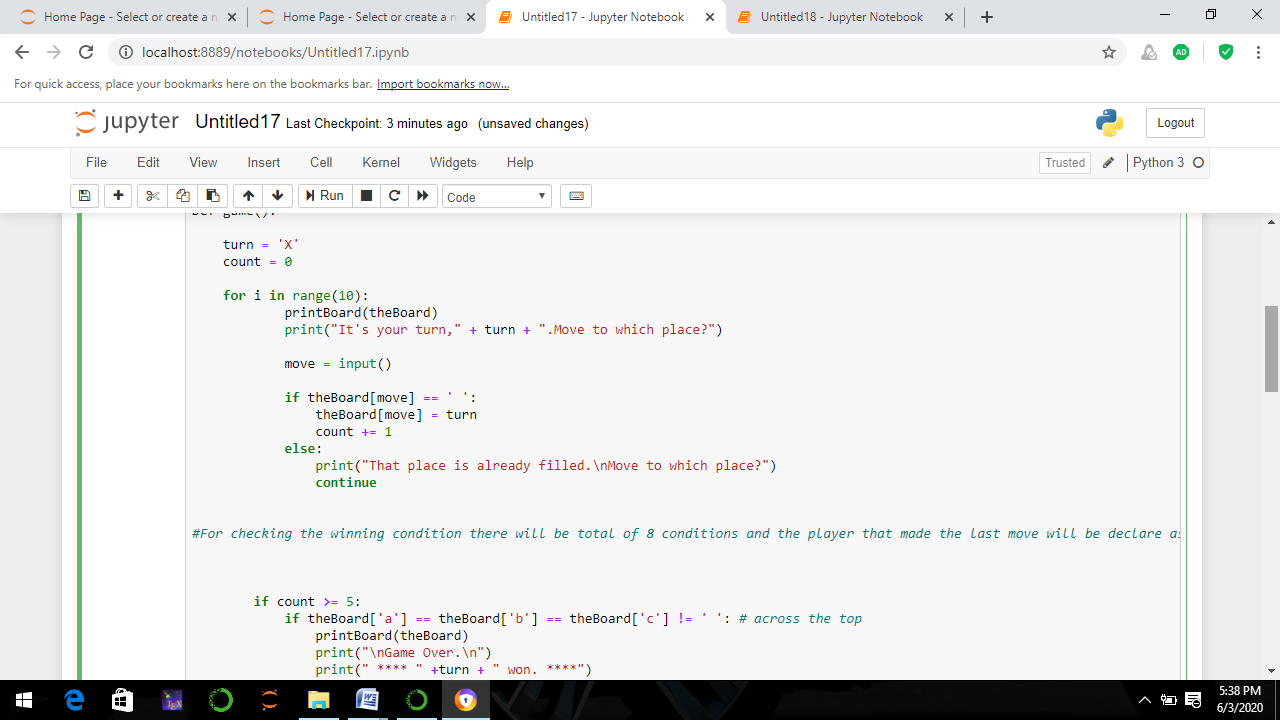 Home Page - Select or create a n
Home Page - Select or create a n
Untitled17 - Jupyter Notebook
Untitled18 - Jupyter Notebook
localhost:8889/notebooks/Untitled17.ipynb
AD
For quick access, place your bookmarks here on the bookmarks bar. Import bookmarks now...
jupyter Untitled17 Last Checkpoint: 3 minutes ago (unsaved changes)
Logout
File Edit View Insert Cell Kernel Widgets Help
Trusted
Python 3
Run
Code
turn = 'X'
count = 0
for i in range(10):
printBoard(theBoard)
print("It's your turn," + turn + ".Move to which place?")
move = input()
if theBoard[move] == ' ':
theBoard[move] = turn
count += 1
else:
print("That place is already filled.\nMove to which place?")
continue
#For checking the winning condition there will be total of 8 conditions and the player that made the last move will be declare as
if count >= 5:
if theBoard['a'] == theBoard['b'] == theBoard['c'] != ' ': # across the top
printBoard(theBoard)
print("\nGame Over.\n")
print(" **** " +turn + " won. ****")
5:38 PM
6/3/2020